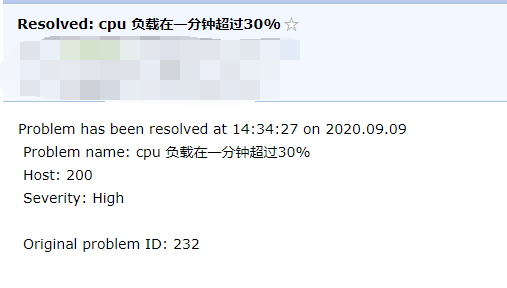 Resolved: cpu 负载在一分钟超过30%
Problem has been resolved at 14:34:27 on 2020.09.09
Problem name: cpu 负载在一分钟超过30%
Host: 200
Severity: High
Original problem ID: 232